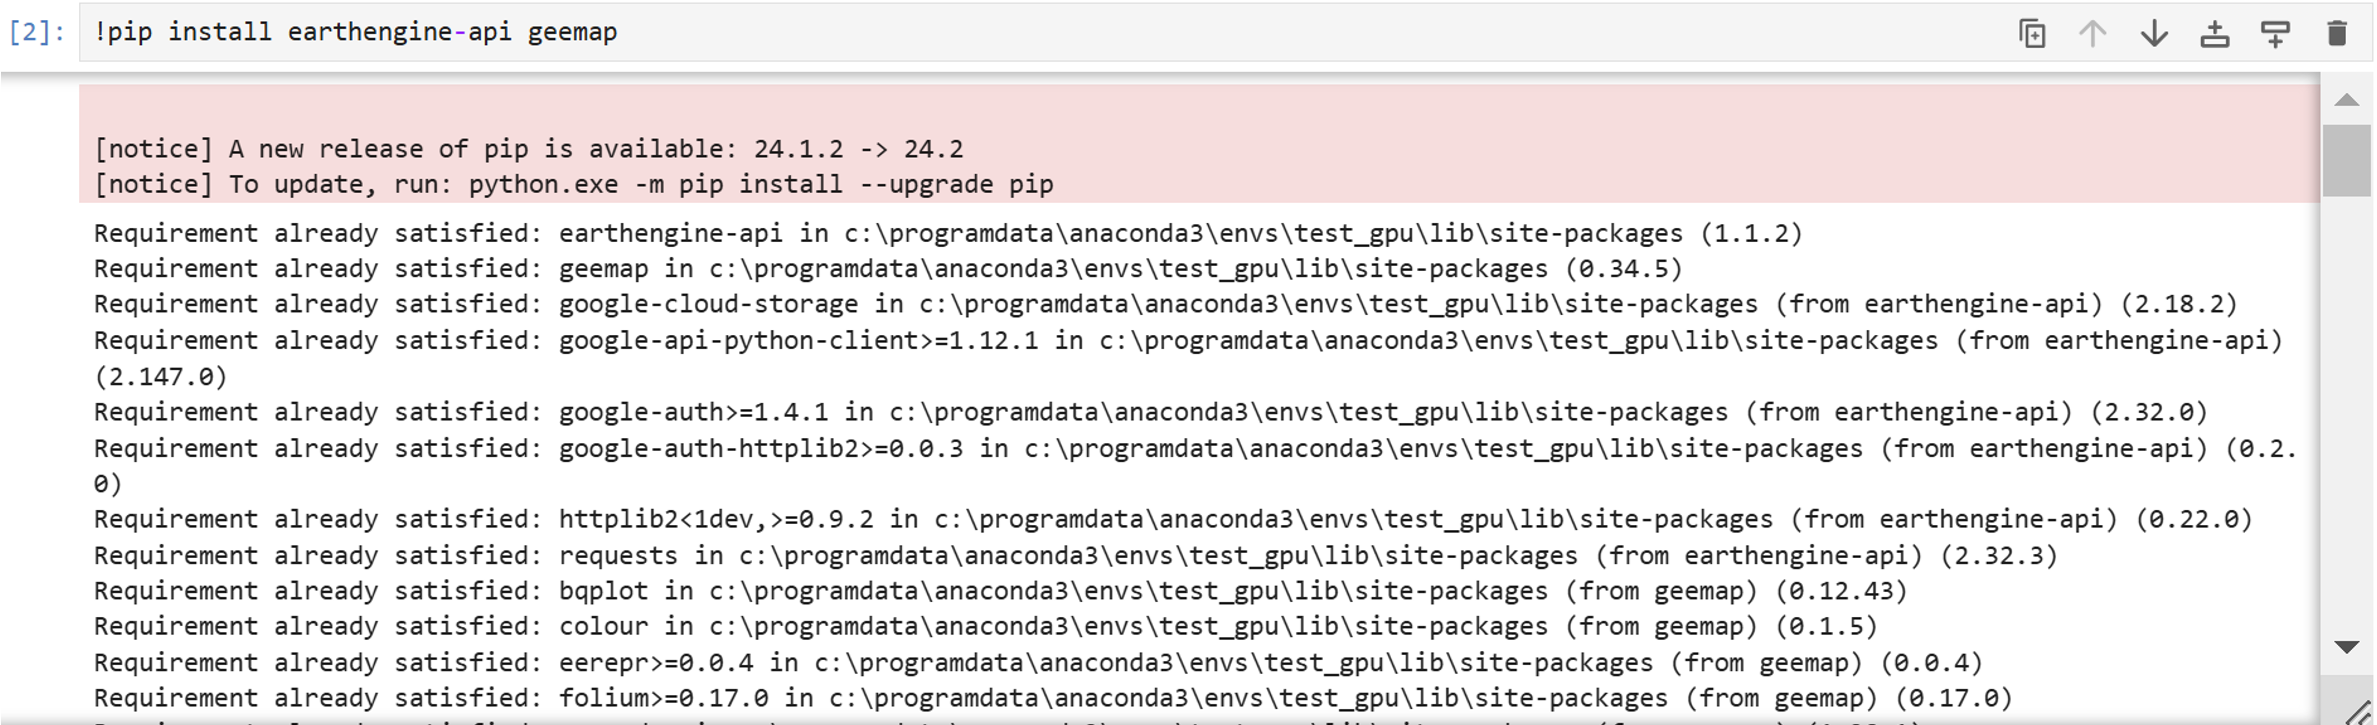 [2]: !pip install earthengine-api geemap
[notice] A new release of pip is available: 24.1.2 -> 24.2
[notice] To update, run: python.exe -m pip install --upgrade pip
Requirement already satisfied: earthengine-api in c:\programdata\anaconda3\envs\test_gpu\lib\site-packages (1.1.2)
Requirement already satisfied: geemap in c:\programdata\anaconda3\envs\test_gpu\lib\site-packages (0.34.5)
Requirement already satisfied: google-cloud-storage in c:\programdata\anaconda3\envs\test_gpu\lib\site-packages (from earthengine-api) (2.18.2)
Requirement already satisfied: google-api-python-client>=1.12.1 in c:\programdata\anaconda3\envs\test_gpu\lib\site-packages (from earthengine-api)
(2.147.0)
Requirement already satisfied: google-auth>=1.4.1 in c:\programdata\anaconda3\envs\test_gpu\lib\site-packages (from earthengine-api) (2.32.0)
Requirement already satisfied: google-auth-httplib2>=0.0.3 in c:\programdata\anaconda3\envs\test_gpu\lib\site-packages (from earthengine-api) (0.2.
0)
Requirement already satisfied: httplib2<1dev,>=0.9.2 in c:\programdata\anaconda3\envs\test_gpu\lib\site-packages (from earthengine-api) (0.22.0)
Requirement already satisfied: requests in c:\programdata\anaconda3\envs\test_gpu\lib\site-packages (from earthengine-api) (2.32.3)
Requirement already satisfied: bqplot in c:\programdata\anaconda3\envs\test_gpu\lib\site-packages (from geemap) (0.12.43)
Requirement already satisfied: colour in c:\programdata\anaconda3\envs\test_gpu\lib\site-packages (from geemap) (0.1.5)
Requirement already satisfied: eerepr>=0.0.4 in c:\programdata\anaconda3\envs\test_gpu\lib\site-packages (from geemap) (0.0.4)
Requirement already satisfied: folium>=0.17.0 in c:\programdata\anaconda3\envs\test_gpu\lib\site-packages (from geemap) (0.17.0)